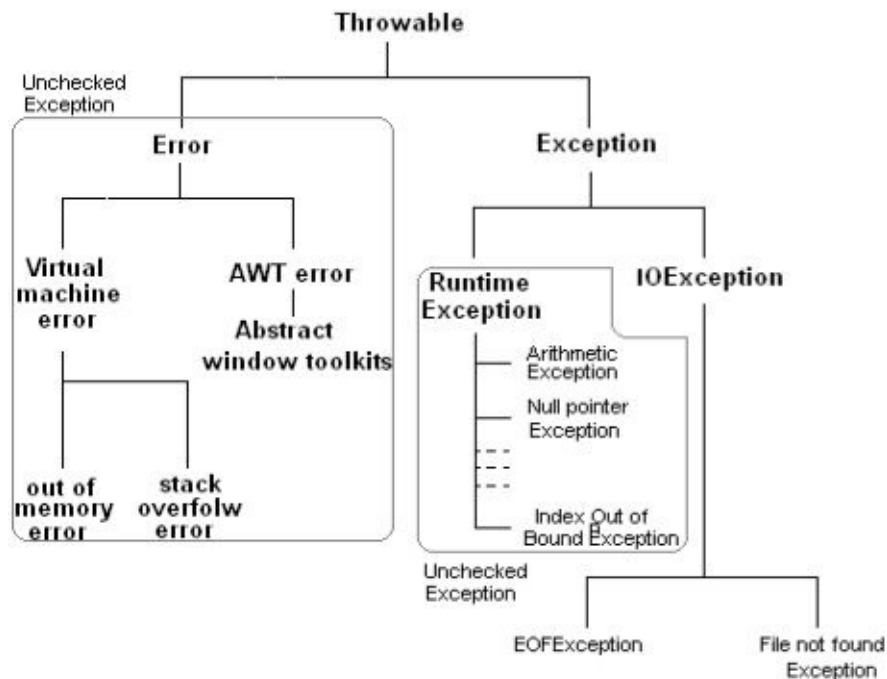 Throwable
Unchecked
Exception
Error
Exception
Virtual
machine
error
AWT error
Abstract
window toolkits
Runtime
Exception
IOException
Arithmetic
Exception
Null pointer
Exception
out of
memory
error
stack
overfolw
error
Index Out of
Bound Exception
Unchecked
Exception
EOFException
File not found
Exception